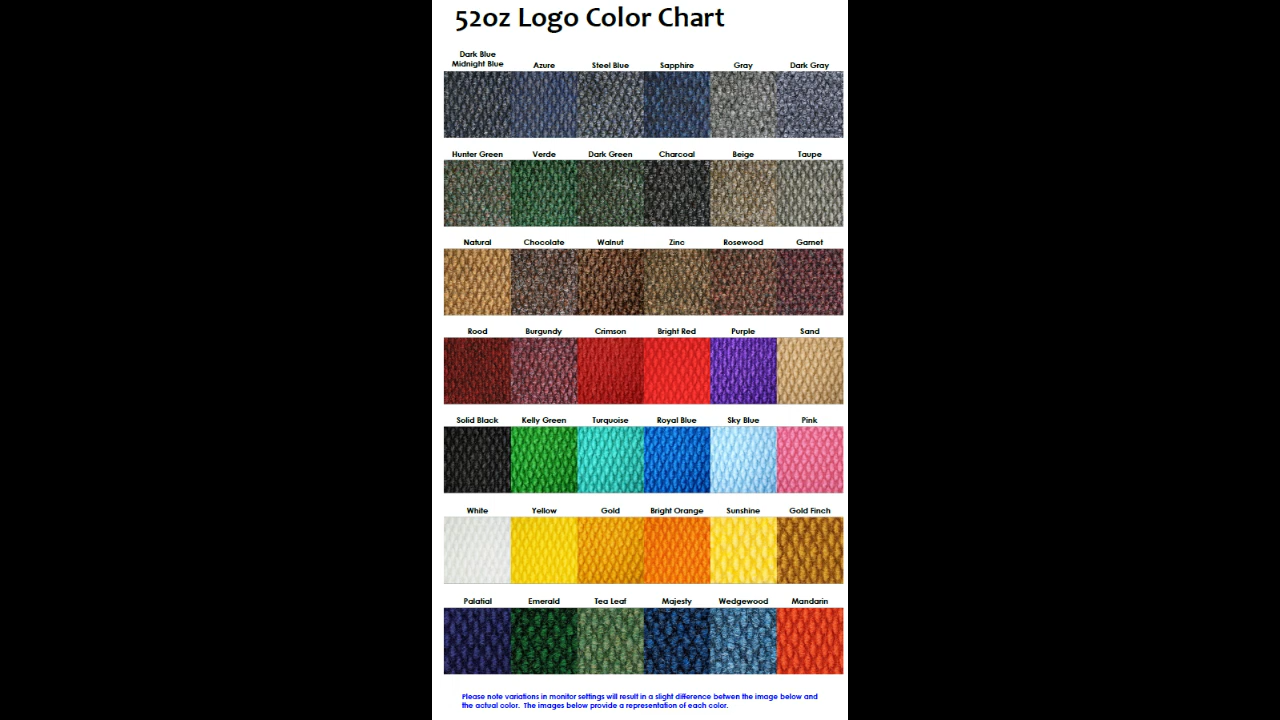 52oz Logo Color Chart
Dark Blue
Midnight Blue Azure Steel Blue Sapphire Gray Dark Gray
Hunter Green Verde Dark Green Charcoal Beige Taupe
Natural Chocolate Walnut Zinc Rosewood Garnet
Rood Burgundy Crimson Bright Red Purple Sand
Solid Black Kelly Green Turquoise Royal Blue Sky Blue Pink
White Yellow Gold Bright Orange Sunshine Gold Finch
Palatial Emerald Tea Leaf Majesty Wedgewood Mandarin
Please note variations in monitor settings will result in a slight difference betwen the image below and
the actual color. The images below provide a representation of each color.